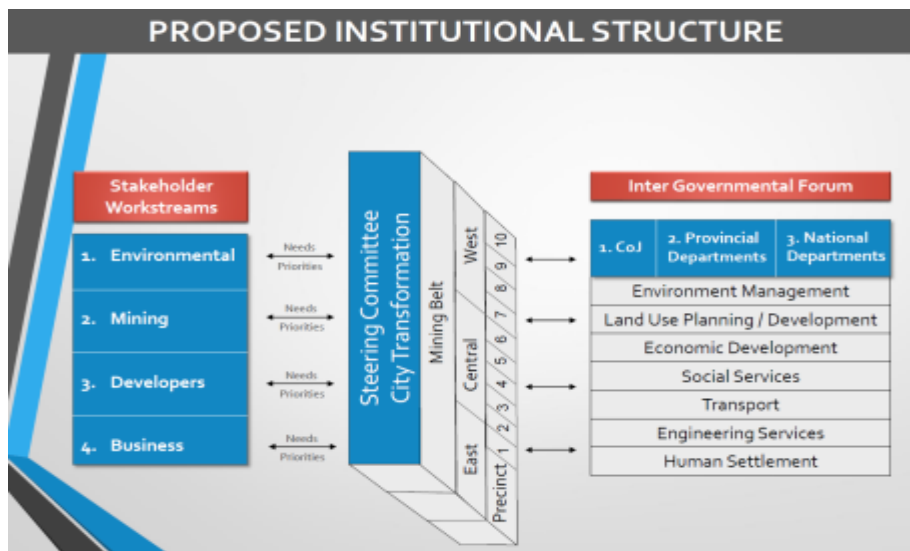 PROPOSED INSTITUTIONAL STRUCTURE
Stakeholder
Workstreams
1. Environmental
2. Mining
3. Developers
4. Business
Needs
Priorities
Needs
Priorities
Needs
Priorities
Needs
Priorities
Steering Committee
City Transformation
Mining Belt
West
Central
East
10
9
8
7
6
5
4
3
2
1
Precinct
Inter Governmental Forum
1. CoJ
2. Provincial
Departments
3. National
Departments
Environment Management
Land Use Planning / Development
Economic Development
Social Services
Transport
Engineering Services
Human Settlement